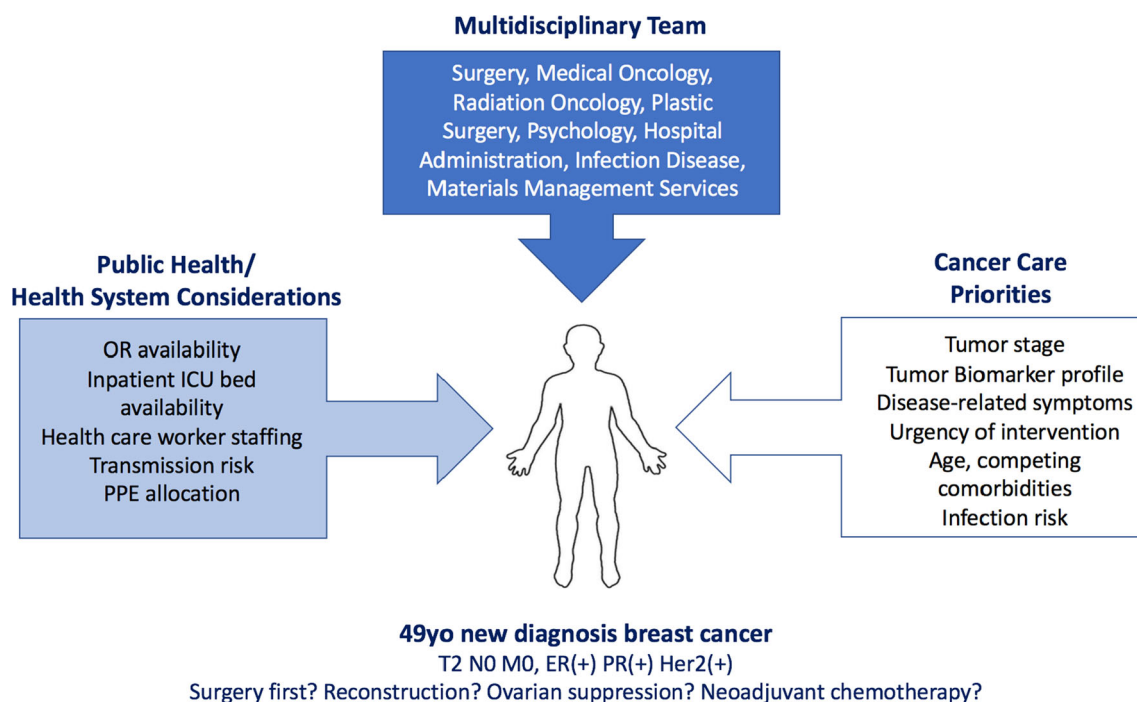 Multidisciplinary Team
Surgery, Medical Oncology,
Radiation Oncology, Plastic
Surgery, Psychology, Hospital
Administration, Infection Disease,
Materials Management Services
Public Health/
Health System Considerations
OR availability
Inpatient ICU bed
availability
Health care worker staffing
Transmission risk
PPE allocation
Cancer Care
Priorities
Tumor stage
Tumor Biomarker profile
Disease-related symptoms
Urgency of intervention
Age, competing
comorbidities
Infection risk
49yo new diagnosis breast cancer
T2 N0 M0, ER(+) PR(+) Her2(+)
Surgery first? Reconstruction? Ovarian suppression? Neoadjuvant chemotherapy?